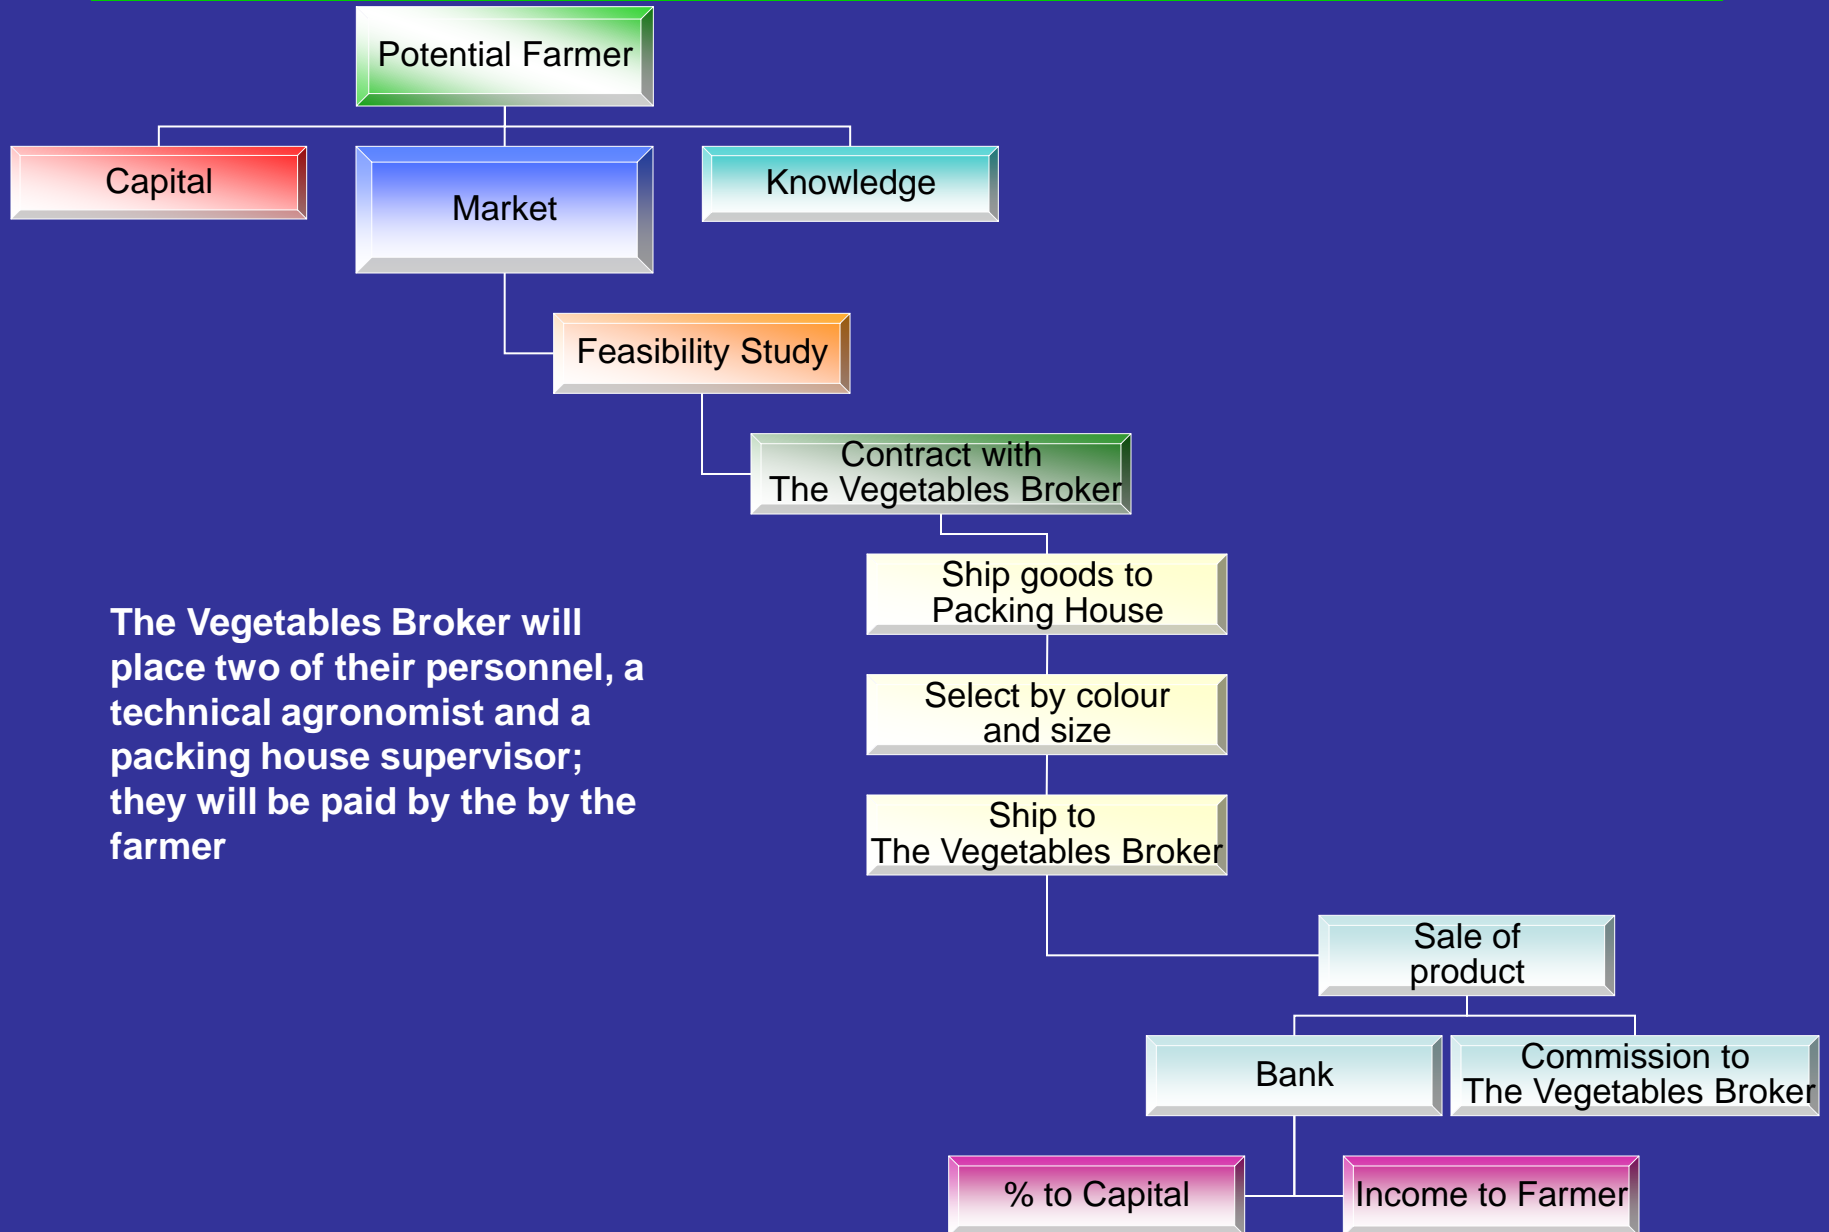 Potential Farmer
Capital
Market
Knowledge
Feasibility Study
Contract with
The Vegetables Broker
Ship goods to
Packing House
The Vegetables Broker will
place two of their personnel, a
technical agronomist and a
packing house supervisor;
they will be paid by the by the
farmer
Select by colour
and size
Ship to
The Vegetables Broker
Sale of
product
Bank
Commission to
The Vegetables Broker
% to Capital
Income to Farmer